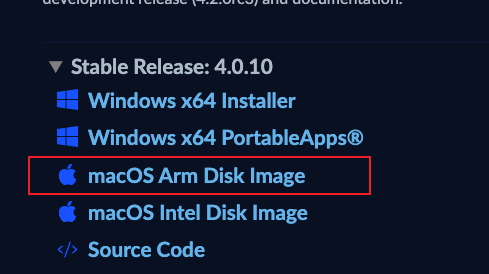 development release (4.2.0rc3) and documentation.
Stable Release: 4.0.10
Windows x64 Installer
Windows x64 PortableApps®
macOS Arm Disk Image
macOS Intel Disk Image
</> Source Code